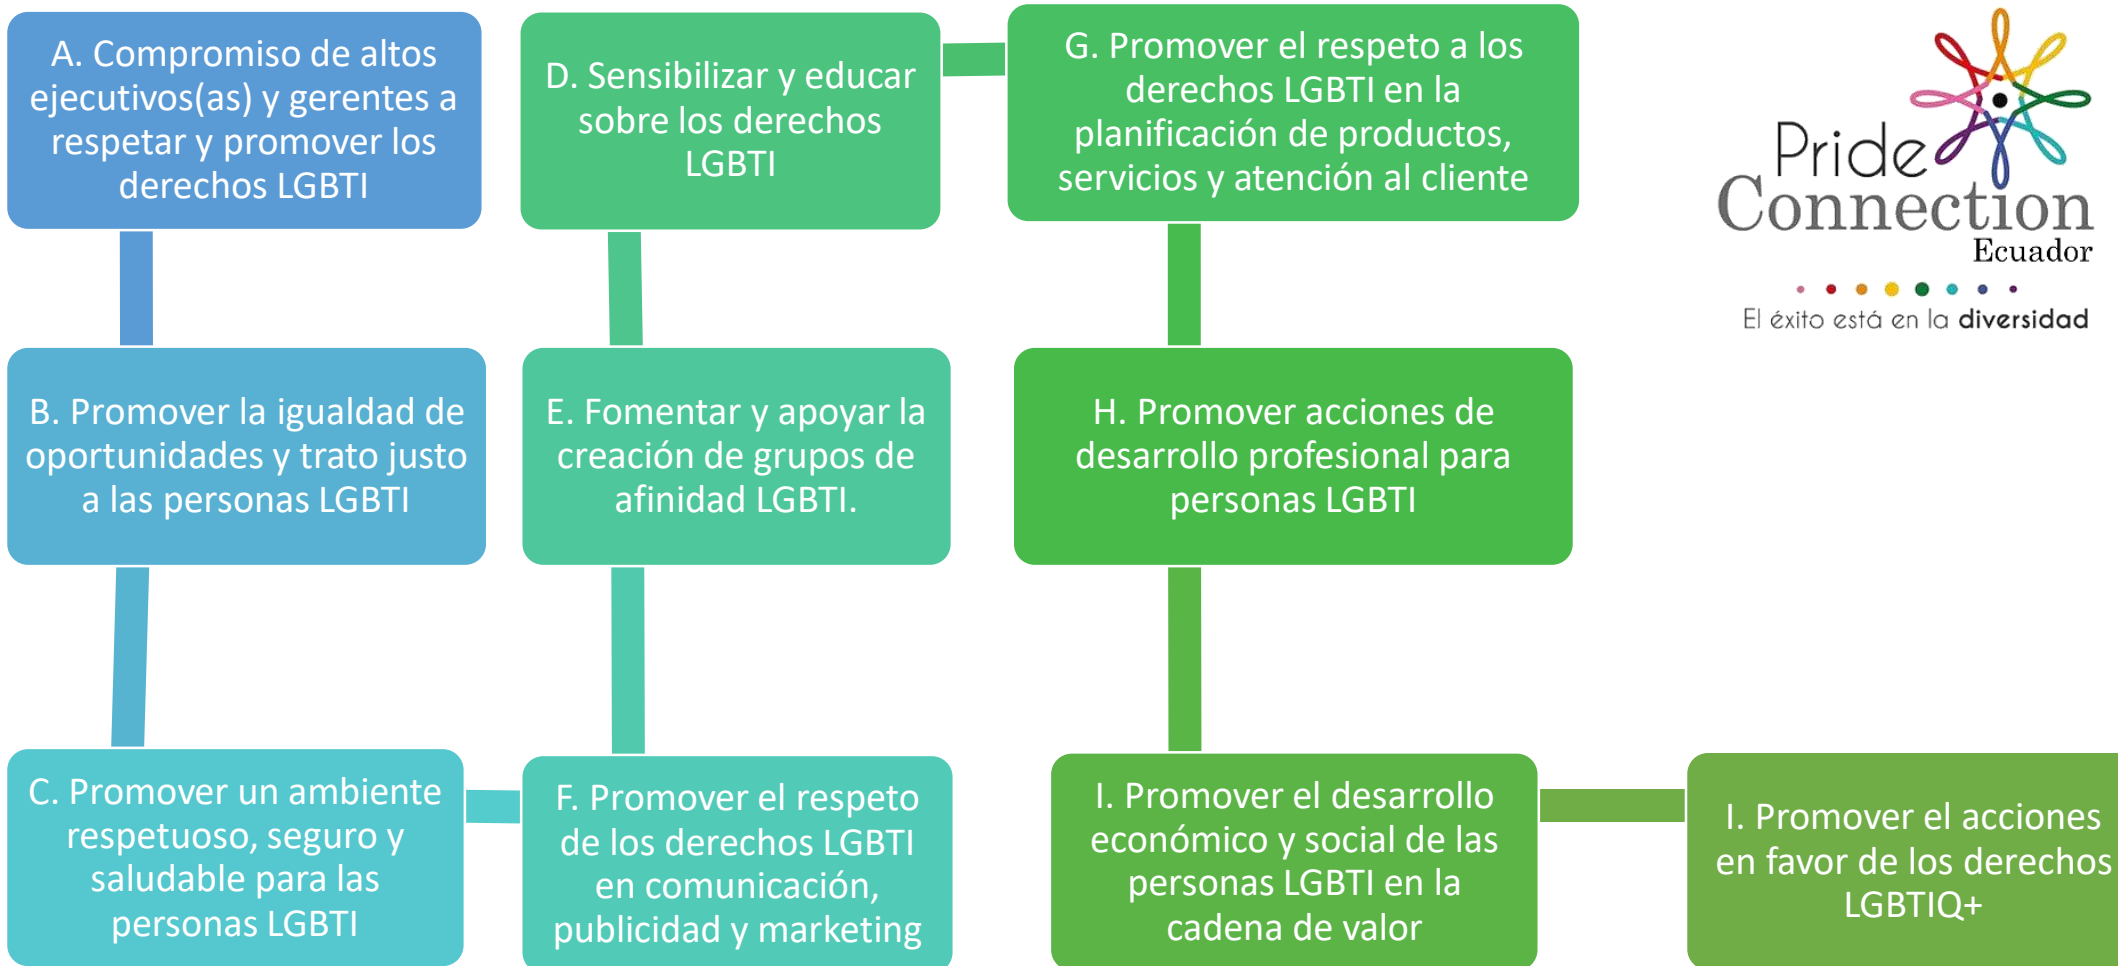 A. Compromiso de altos
ejecutivos(as) y gerentes a
respetar y promover los
derechos LGBTI
B. Promover la igualdad de
oportunidades y trato justo
a las personas LGBTI
C. Promover un ambiente
respetuoso, seguro y
saludable para las
personas LGBTI
D. Sensibilizar y educar
sobre los derechos
LGBTI
E. Fomentar y apoyar la
creación de grupos de
afinidad LGBTI.
F. Promover el respeto
de los derechos LGBTI
en comunicación,
publicidad y marketing
G. Promover el respeto a los
derechos LGBTI en la
planificación de productos,
servicios y atención al cliente
H. Promover acciones de
desarrollo profesional para
personas LGBTI
I. Promover el desarrollo
económico y social de las
personas LGBTI en la
cadena de valor
I. Promover el acciones
en favor de los derechos
LGBTIQ+
Pride
Connection
Ecuador
El éxito está en la diversidad